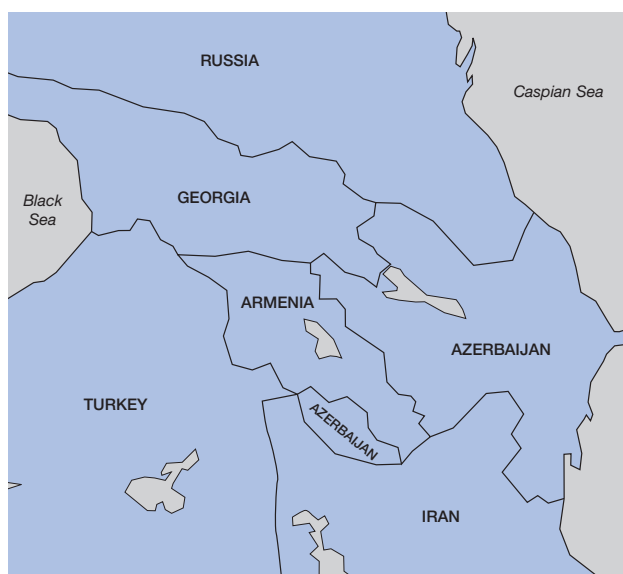 RUSSIA
Caspian Sea
Black
Sea
GEORGIA
ARMENIA
AZERBAIJAN
TURKEY
AZERBAIJAN
IRAN